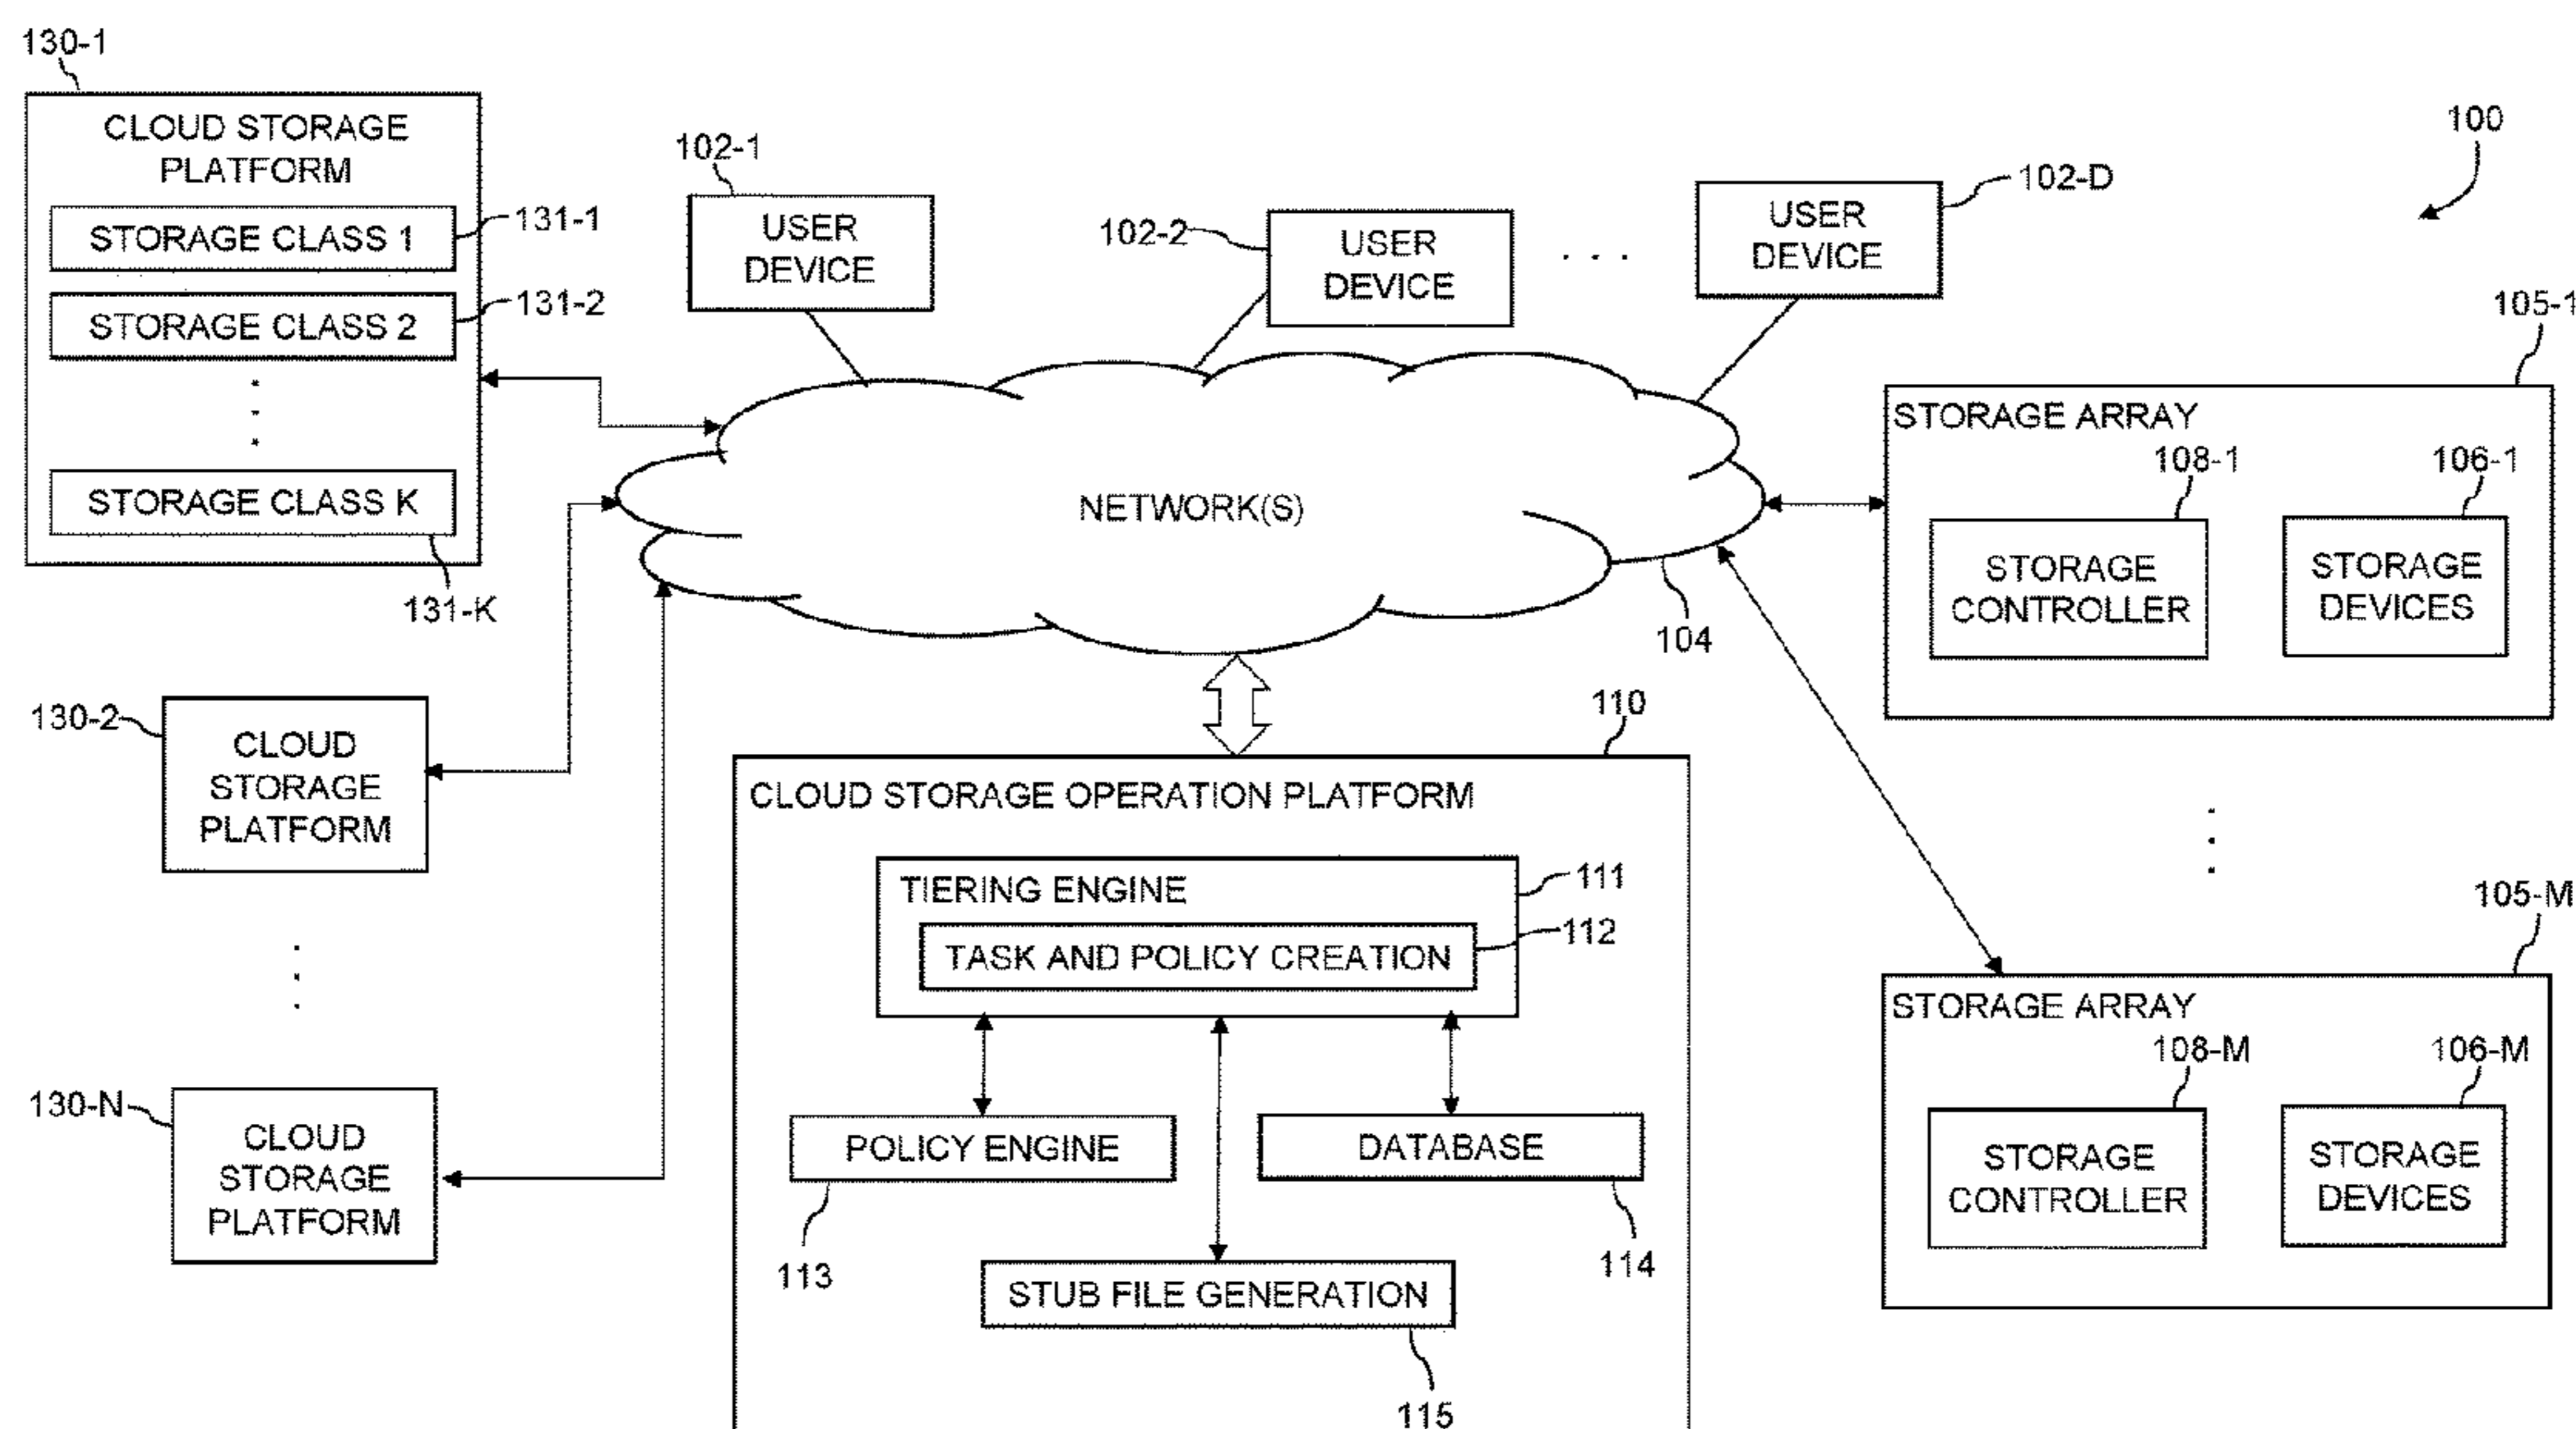 130-1
CLOUD STORAGE
PLATFORM
STORAGE CLASS 1
131-1
STORAGE CLASS 2
131-2
STORAGE CLASS K
131-K
102-1
USER
DEVICE
102-2
USER
DEVICE
. . .
USER
DEVICE
102-D
100
NETWORK(S)
104
105-1
STORAGE ARRAY
108-1
106-1
STORAGE
CONTROLLER
STORAGE
DEVICES
130-2
CLOUD
STORAGE
PLATFORM
130-N
CLOUD
STORAGE
PLATFORM
110
CLOUD STORAGE OPERATION PLATFORM
TIERING ENGINE
111
TASK AND POLICY CREATION
112
POLICY ENGINE
113
DATABASE
114
STUB FILE GENERATION
115
105-M
STORAGE ARRAY
108-M
106-M
STORAGE
CONTROLLER
STORAGE
DEVICES